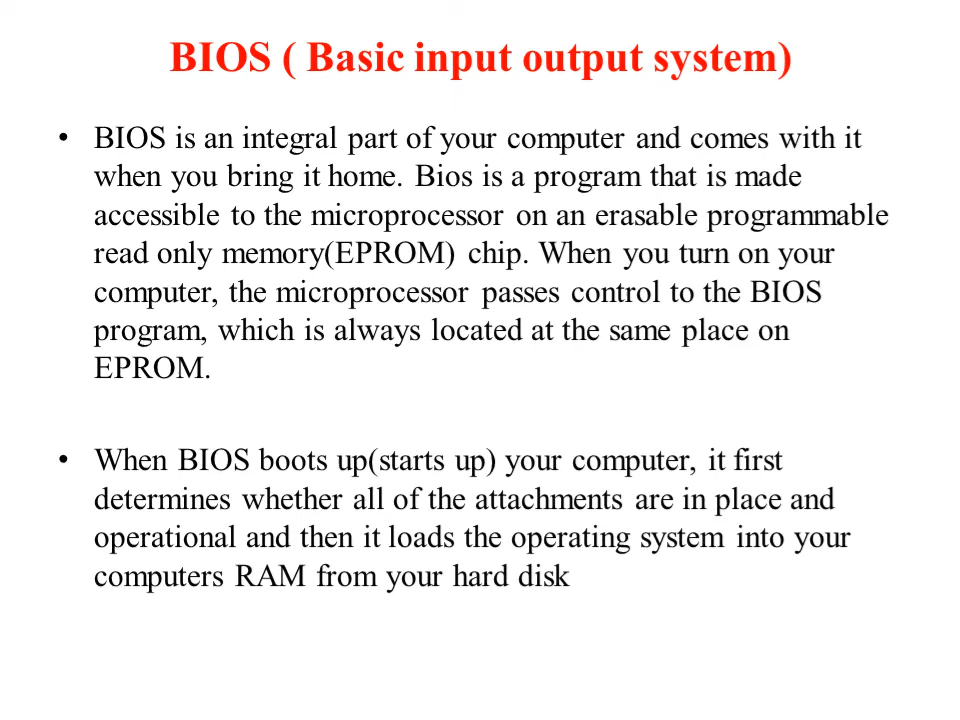 BIOS ( Basic input output system)
• BIOS is an integral part of your computer and comes with it
when you bring it home. Bios is a program that is made
accessible to the microprocessor on an erasable programmable
read only memory(EPROM) chip. When you turn on your
computer, the microprocessor passes control to the BIOS
program, which is always located at the same place on
EPROM.
• When BIOS boots up(starts up) your computer, it first
determines whether all of the attachments are in place and
operational and then it loads the operating system into your
computers RAM from your hard disk